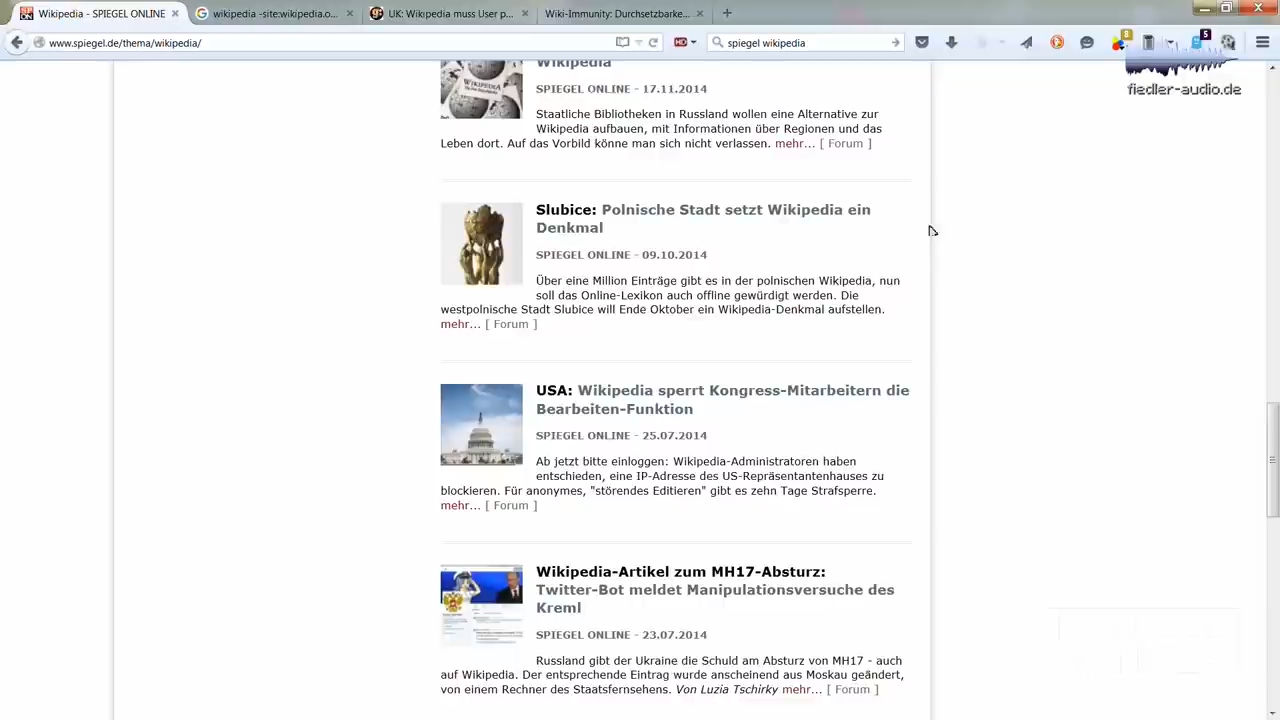 Wikipedia - SPIEGEL ONLINE
wikipedia -site:wikipedia.o...
UK: Wikipedia muss User p...
Wiki-Immunity: Durchsetzbarke...
www.spiegel.de/thema/wikipedia/
HD
spiegel wikipedia
8
5
fiedler-audio.de
Wikipedia
SPIEGEL ONLINE - 17.11.2014
Staatliche Bibliotheken in Russland wollen eine Alternative zur
Wikipedia aufbauen, mit Informationen über Regionen und das
Leben dort. Auf das Vorbild könne man sich nicht verlassen. mehr... [ Forum ]
Slubice: Polnische Stadt setzt Wikipedia ein
Denkmal
SPIEGEL ONLINE - 09.10.2014
Über eine Million Einträge gibt es in der polnischen Wikipedia, nun
soll das Online-Lexikon auch offline gewürdigt werden. Die
westpolnische Stadt Slubice will Ende Oktober ein Wikipedia-Denkmal aufstellen.
mehr... [ Forum ]
USA: Wikipedia sperrt Kongress-Mitarbeitern die
Bearbeiten-Funktion
SPIEGEL ONLINE - 25.07.2014
Ab jetzt bitte einloggen: Wikipedia-Administratoren haben
entschieden, eine IP-Adresse des US-Repräsentantenhauses zu
blockieren. Für anonymes, "störendes Editieren" gibt es zehn Tage Strafsperre.
mehr... [ Forum ]
Wikipedia-Artikel zum MH17-Absturz:
Twitter-Bot meldet Manipulationsversuche des
Kreml
SPIEGEL ONLINE - 23.07.2014
Russland gibt der Ukraine die Schuld am Absturz von MH17 - auch
auf Wikipedia. Der entsprechende Eintrag wurde anscheinend aus Moskau geändert,
von einem Rechner des Staatsfernsehens. Von Luzia Tschirky mehr... [ Forum ]